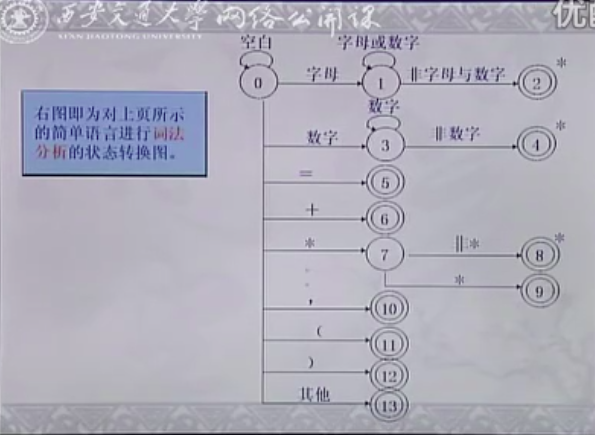 西安交通大学 网络公开课
XI'AN JIAOTONG UNIVERSITY
优
右图即为对上页所示
的简单语言进行词法
分析的状态转换图。
空白
字母或数字
0
字母
1
非字母与数字
2
*
数字
数字
3
非数字
4
*
=
5
+
6
*
7
非*
8
*
*
9
,
10
(
11
)
12
其他
13